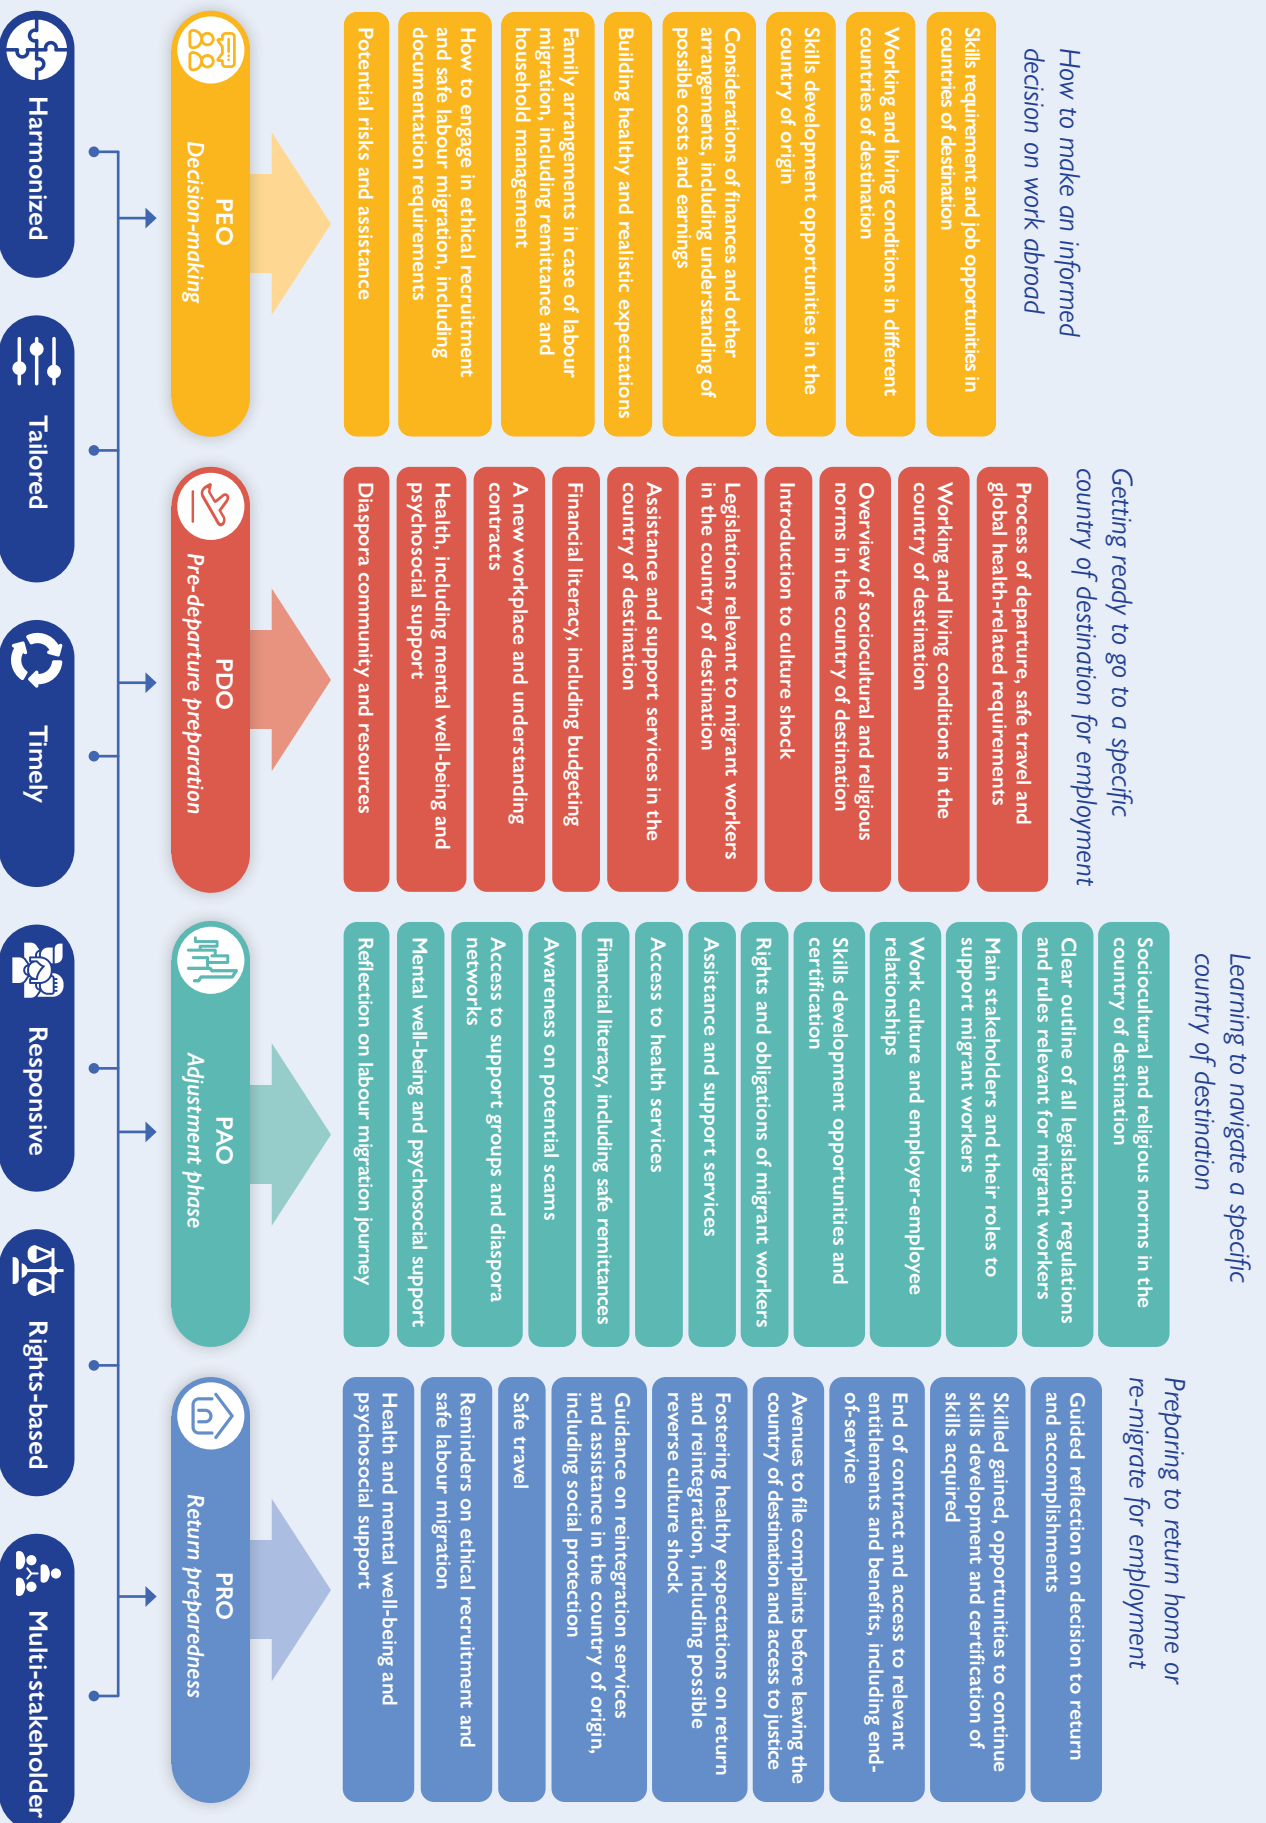 How to make an informed
decision on work abroad
Skills requirement and job opportunities in
countries of destination
Working and living conditions in different
countries of destination
Skills development opportunities in the
country of origin
Considerations of finances and other
arrangements, including understanding of
possible costs and earnings
Building healthy and realistic expectations
Family arrangements in case of labour
migration, including remittance and
household management
How to engage in ethical recruitment
and safe labour migration, including
documentation requirements
Potential risks and assistance
PEO
Decision-making
Getting ready to go to a specific
country of destination for employment
Process of departure, safe travel and
global health-related requirements
Working and living conditions in the
country of destination
Overview of sociocultural and religious
norms in the country of destination
Introduction to culture shock
Legislations relevant to migrant workers
in the country of destination
Assistance and support services in the
country of destination
Financial literacy, including budgeting
A new workplace and understanding
contracts
Health, including mental well-being and
psychosocial support
Diaspora community and resources
PDO
Pre-departure preparation
Learning to navigate a specific
country of destination
Sociocultural and religious norms in the
country of destination
Clear outline of all legislation, regulations
and rules relevant for migrant workers
Main stakeholders and their roles to
support migrant workers
Work culture and employer-employee
relationships
Skills development opportunities and
certification
Rights and obligations of migrant workers
Assistance and support services
Access to health services
Financial literacy, including safe remittances
Awareness on potential scams
Access to support groups and diaspora
networks
Mental well-being and psychosocial support
Reflection on labour migration journey
PAO
Adjustment phase
Preparing to return home or
re-migrate for employment
Guided reflection on decision to return
and accomplishments
Skilled gained, opportunities to continue
skills development and certification of
skills acquired
End of contract and access to relevant
entitlements and benefits, including end-
of-service
Avenues to file complaints before leaving the
country of destination and access to justice
Fostering healthy expectations on return
and reintegration, including possible
reverse culture shock
Guidance on reintegration services
and assistance in the country of origin,
including social protection
Safe travel
Reminders on ethical recruitment and
safe labour migration
Health and mental well-being and
psychosocial support
PRO
Return preparedness
Harmonized
Tailored
Timely
Responsive
Rights-based
Multi-stakeholder